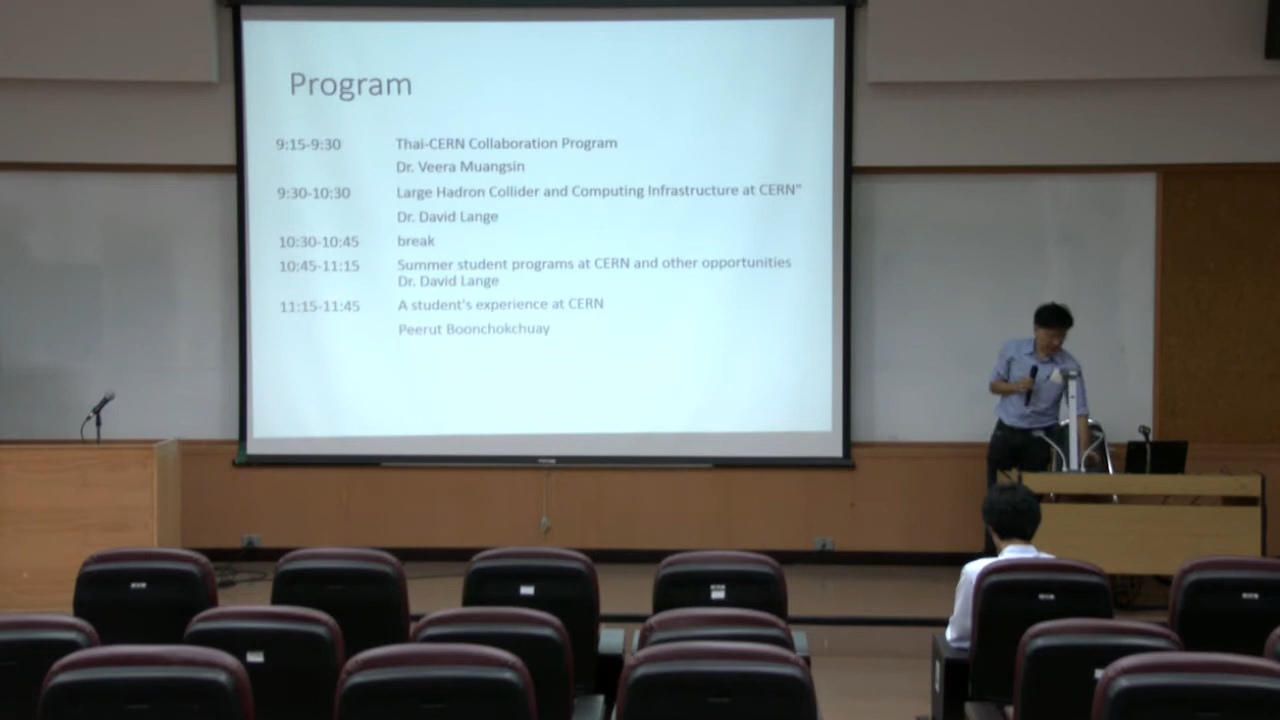 Program
9:15-9:30 Thai-CERN Collaboration Program
Dr. Veera Muangsin
9:30-10:30 Large Hadron Collider and Computing Infrastructure at CERN"
Dr. David Lange
10:30-10:45 break
10:45-11:15 Summer student programs at CERN and other opportunities
Dr. David Lange
11:15-11:45 A student's experience at CERN
Peerut Boonchokchuay